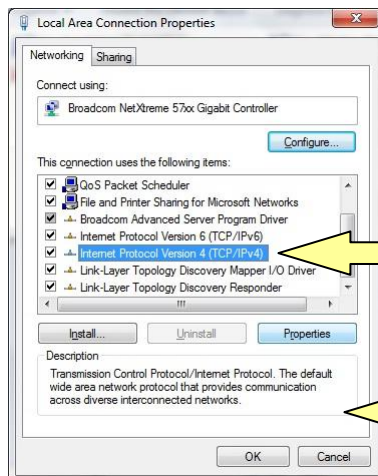 Local Area Connection Properties
Networking Sharing
Connect using:
Broadcom NetXtreme 57xx Gigabit Controller
Configure...
This connection uses the following items:
QoS Packet Scheduler
File and Printer Sharing for Microsoft Networks
Broadcom Advanced Server Program Driver
Internet Protocol Version 6 (TCP/IPv6)
Internet Protocol Version 4 (TCP/IPv4)
Link-Layer Topology Discovery Mapper I/O Driver
Link-Layer Topology Discovery Responder
Install... Uninstall Properties
Description
Transmission Control Protocol/Internet Protocol. The default
wide area network protocol that provides communication
across diverse interconnected networks.
OK Cancel